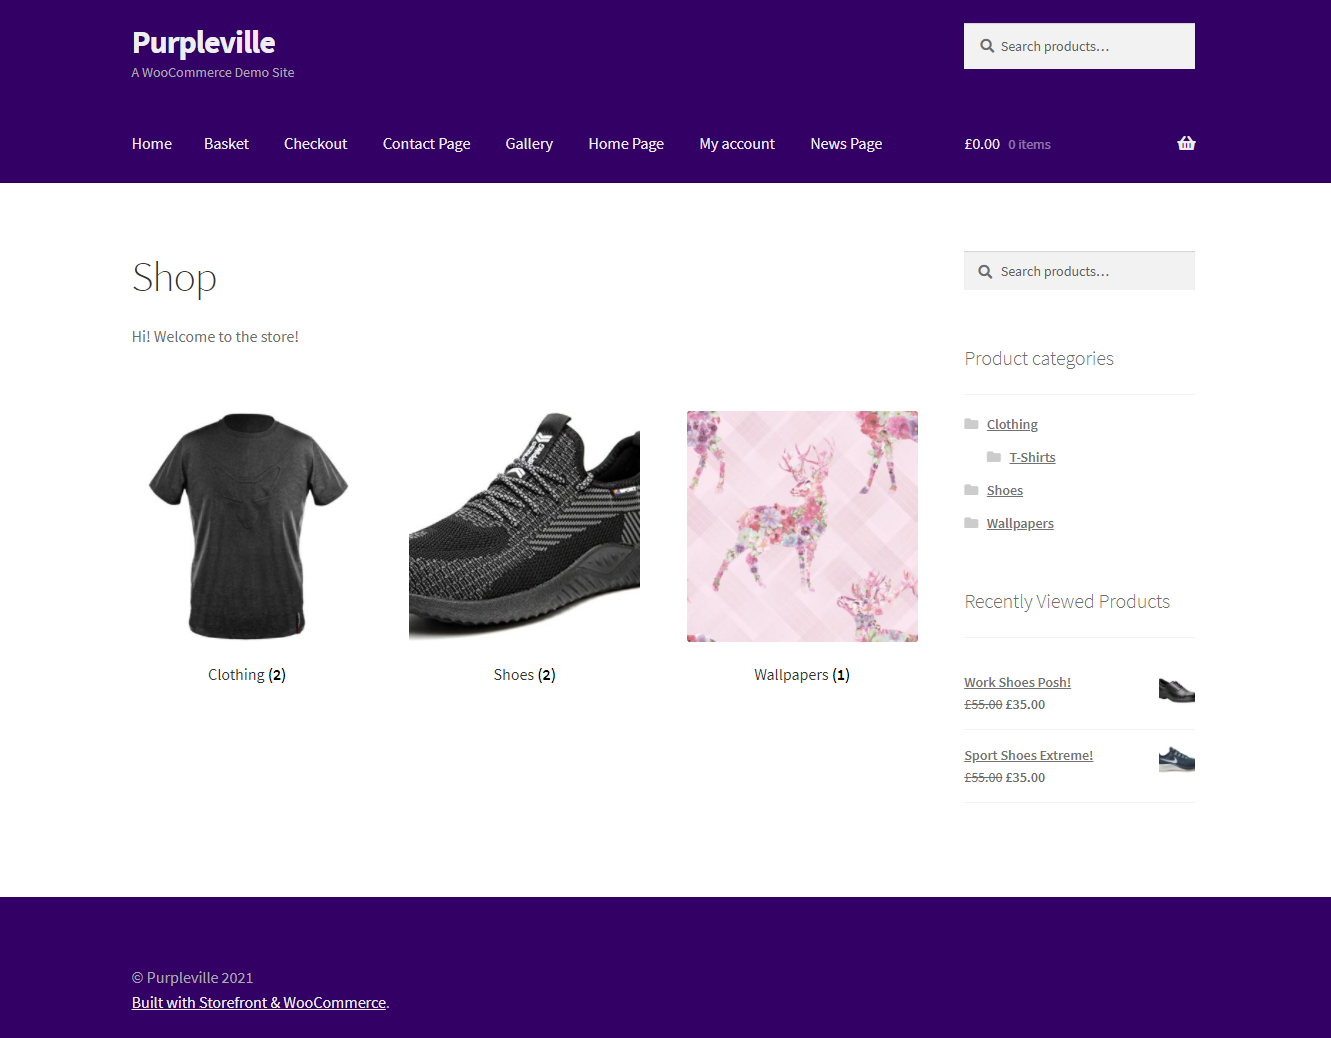 Purpleville
A WooCommerce Demo Site
Search products...
Home Basket Checkout Contact Page Gallery Home Page My account News Page £0.00 0 items
Shop
Hi! Welcome to the store!
Clothing (2)
Shoes (2)
Wallpapers (1)
Search products...
Product categories
Clothing
T-Shirts
Shoes
Wallpapers
Recently Viewed Products
Work Shoes Posh!
£55.00 £35.00
Sport Shoes Extreme!
£55.00 £35.00
© Purpleville 2021
Built with Storefront & WooCommerce.